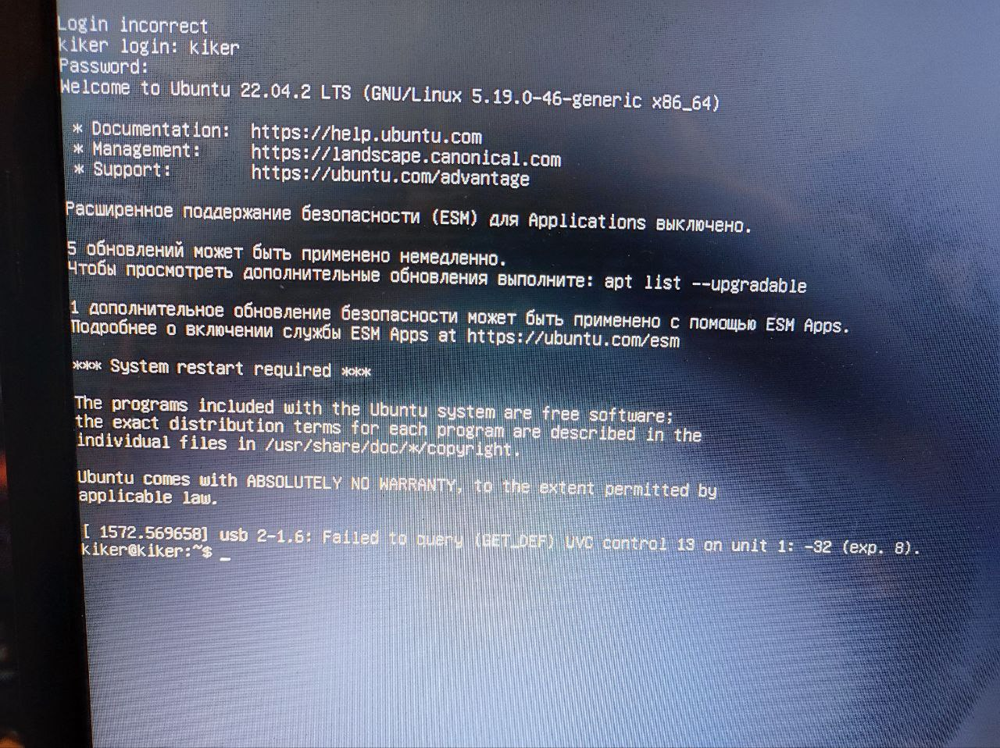 Login incorrect
kiker login: kiker
Password:
Welcome to Ubuntu 22.04.2 LTS (GNU/Linux 5.19.0-46-generic x86_64)
* Documentation: https://help.ubuntu.com
* Management: https://landscape.canonical.com
* Support: https://ubuntu.com/advantage
Расширенное поддержание безопасности (ESM) для Applications выключено.
5 обновлений может быть применено немедленно.
Чтобы просмотреть дополнительные обновления выполните: apt list --upgradable
1 дополнительное обновление безопасности может быть применено с помощью ESM Apps.
Подробнее о включении службы ESM Apps at https://ubuntu.com/esm
*** System restart required ***
The programs included with the Ubuntu system are free software;
the exact distribution terms for each program are described in the
individual files in /usr/share/doc/*/copyright.
Ubuntu comes with ABSOLUTELY NO WARRANTY, to the extent permitted by
applicable law.
[ 1572.569658] usb 2-1.6: Failed to query (GET_DEF) UVC control 13 on unit 1: -32 (exp. 8).
kiker@kiker:~$ _